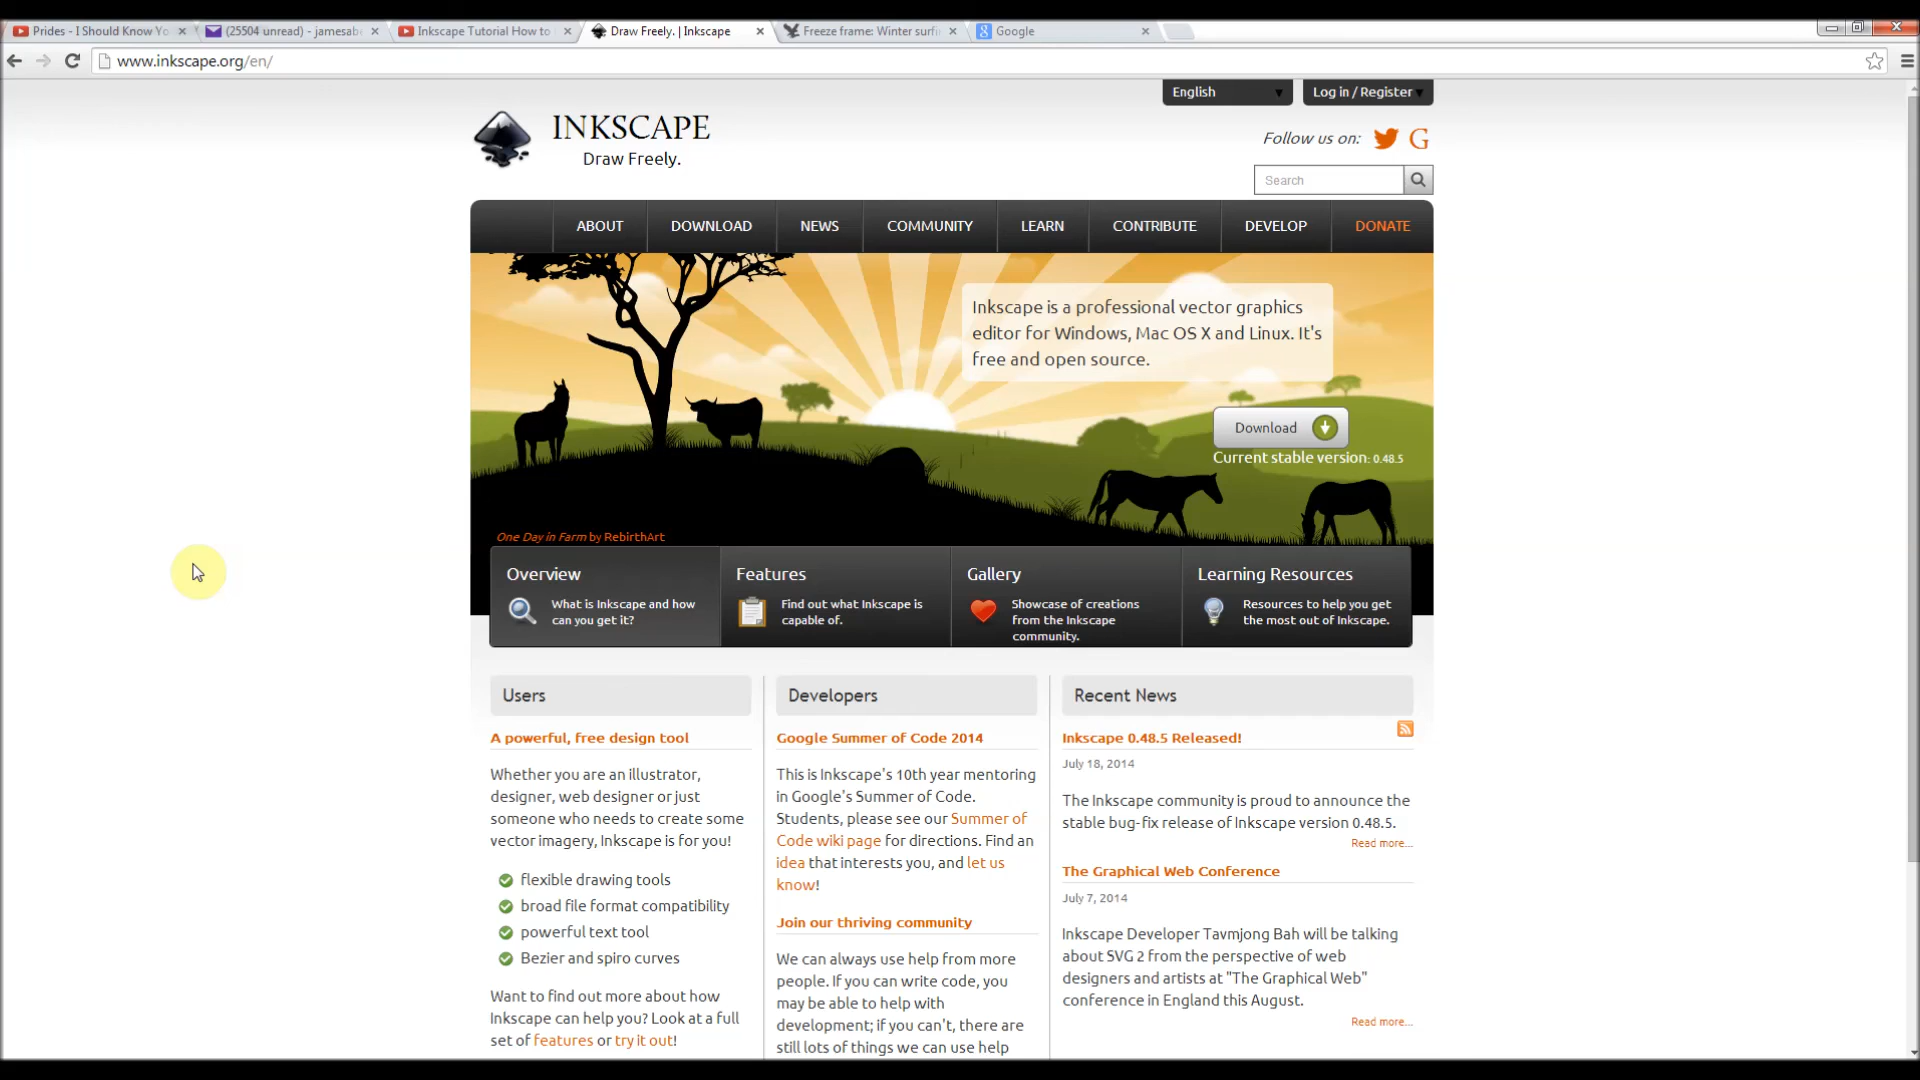 Prides - I Should Know Yo
(25504 unread) - jamesabe
Inkscape Tutorial How to
Draw Freely. | Inkscape
Freeze frame: Winter surfi
Google
www.inkscape.org/en/
English
Log in / Register
INKSCAPE
Draw Freely.
Follow us on:
Search
ABOUT
DOWNLOAD
NEWS
COMMUNITY
LEARN
CONTRIBUTE
DEVELOP
DONATE
Inkscape is a professional vector graphics
editor for Windows, Mac OS X and Linux. It's
free and open source.
Download
Current stable version: 0.48.5
One Day in Farm by RebirthArt
Overview
What is Inkscape and how
can you get it?
Features
Find out what Inkscape is
capable of.
Gallery
Showcase of creations
from the Inkscape
community.
Learning Resources
Resources to help you get
the most out of Inkscape.
Users
A powerful, free design tool
Whether you are an illustrator,
designer, web designer or just
someone who needs to create some
vector imagery, Inkscape is for you!
flexible drawing tools
broad file format compatibility
powerful text tool
Bezier and spiro curves
Want to find out more about how
Inkscape can help you? Look at a full
set of features or try it out!
Developers
Google Summer of Code 2014
This is Inkscape's 10th year mentoring
in Google's Summer of Code.
Students, please see our Summer of
Code wiki page for directions. Find an
idea that interests you, and let us
know!
Join our thriving community
We can always use help from more
people. If you can write code, you
may be able to help with
development; if you can't, there are
still lots of things we can use help
Recent News
Inkscape 0.48.5 Released!
July 18, 2014
The Inkscape community is proud to announce the
stable bug-fix release of Inkscape version 0.48.5.
Read more...
The Graphical Web Conference
July 7, 2014
Inkscape Developer Tavmjong Bah will be talking
about SVG 2 from the perspective of web
designers and artists at "The Graphical Web"
conference in England this August.
Read more...